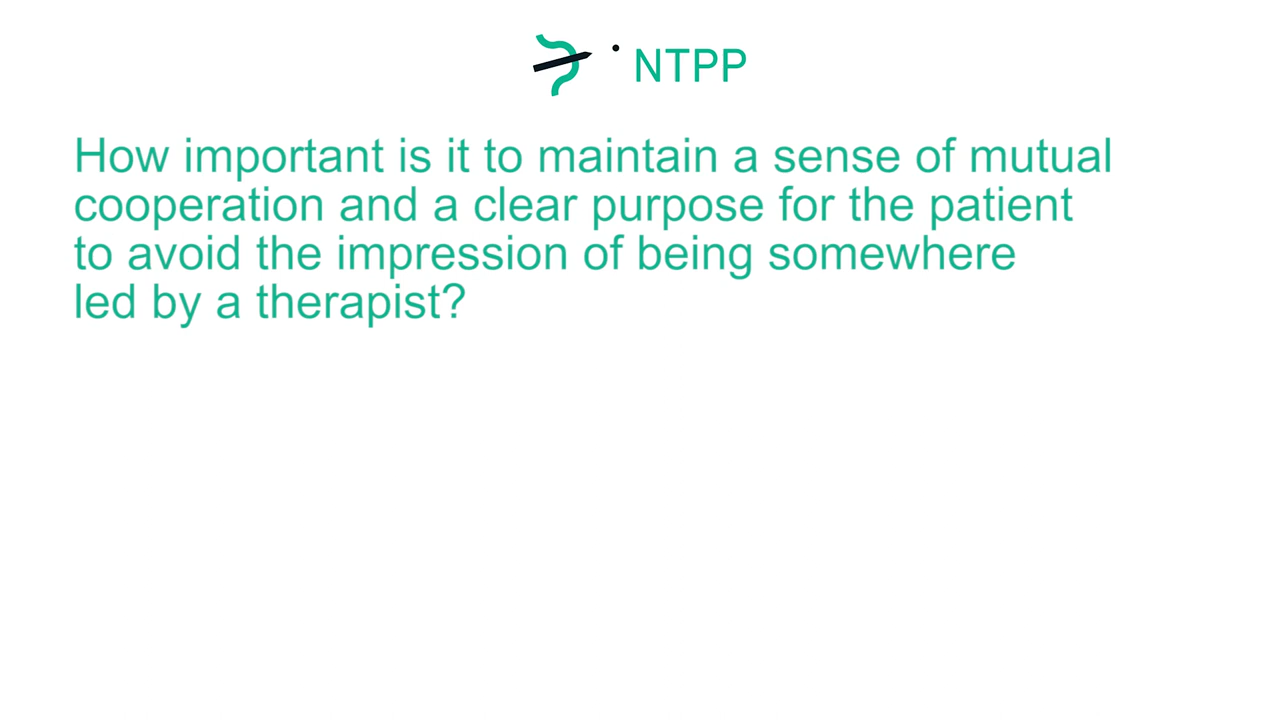 NTPP
How important is it to maintain a sense of mutual
cooperation and a clear purpose for the patient
to avoid the impression of being somewhere
led by a therapist?